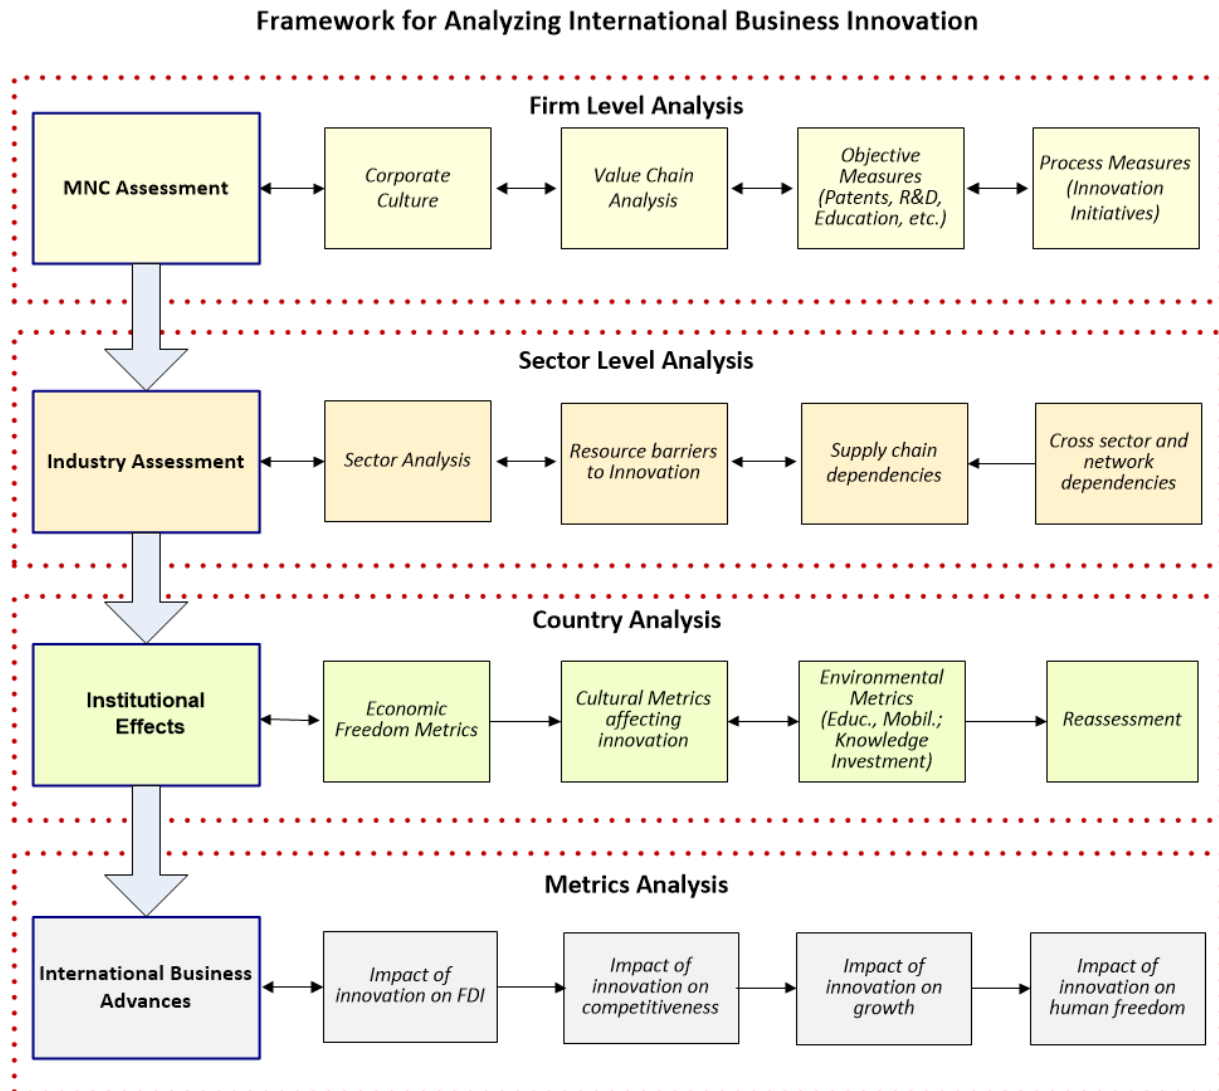 Framework for Analyzing International Business Innovation
Firm Level Analysis
MNC Assessment
Corporate
Culture
Value Chain
Analysis
Objective
Measures
(Patents, R&D,
Education, etc.)
Process Measures
(Innovation
Initiatives)
Sector Level Analysis
Industry Assessment
Sector Analysis
Resource barriers
to Innovation
Supply chain
dependencies
Cross sector and
network
dependencies
Country Analysis
Institutional
Effects
Economic
Freedom Metrics
Cultural Metrics
affecting
innovation
Environmental
Metrics
(Educ., Mobil.;
Knowledge
Investment)
Reassessment
Metrics Analysis
International Business
Advances
Impact of
innovation on FDI
Impact of
innovation on
competitiveness
Impact of
innovation on
growth
Impact of
innovation on
human freedom